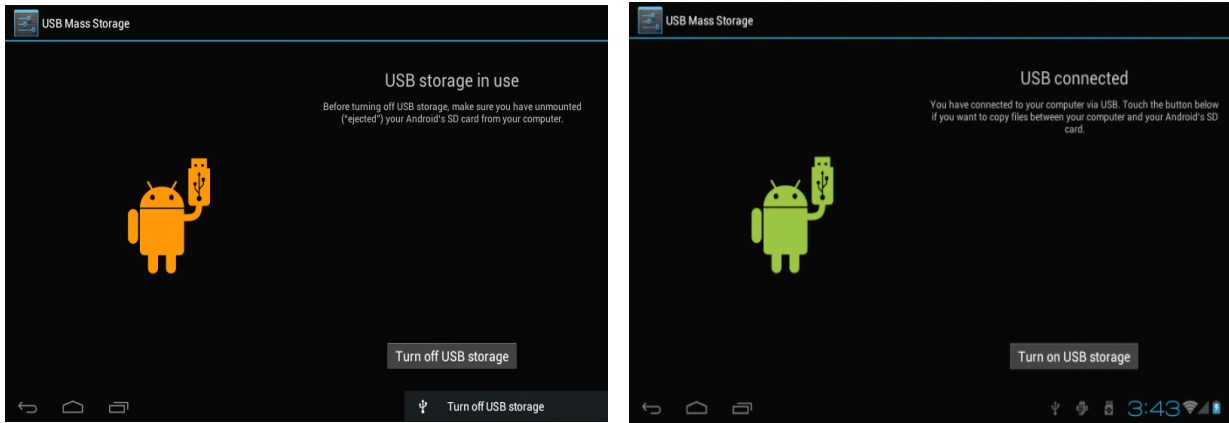 USB Mass Storage
USB storage in use
Before turning off USB storage, make sure you have unmounted
("ejected") your Android's SD card from your computer.
Turn off USB storage
Turn off USB storage
USB Mass Storage
USB connected
You have connected to your computer via USB. Touch the button below
if you want to copy files between your computer and your Android's SD
card.
Turn on USB storage
3:43